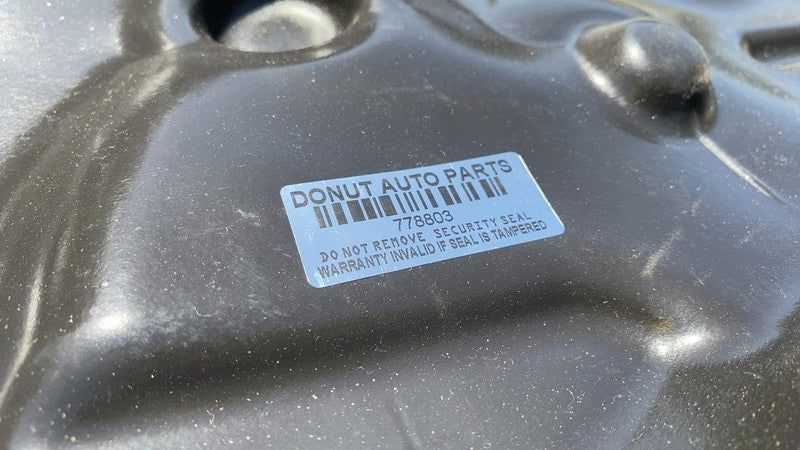 DONUT AUTO PARTS
778803
DO NOT REMOVE SECURITY SEAL
WARRANTY INVALID IF SEAL IS TAMPERED